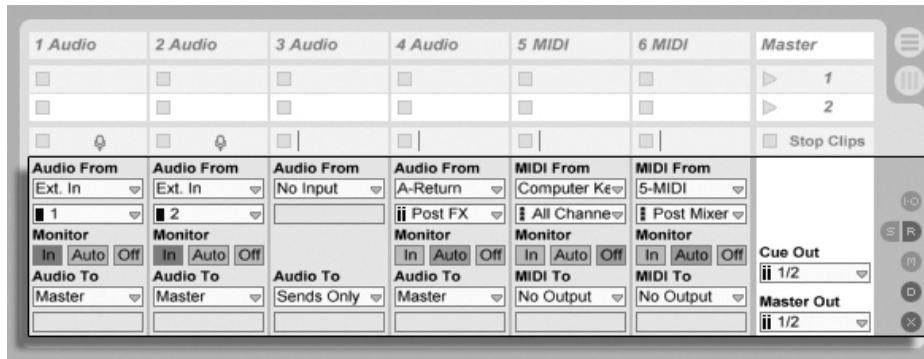 1 Audio 2 Audio 3 Audio 4 Audio 5 MIDI 6 MIDI Master
1
2
Stop Clips
Audio From Audio From Audio From Audio From MIDI From MIDI From
Ext. In Ext. In No Input A-Return Computer Ke 5-MIDI
1 2 Post FX All Channe Post Mixer
Monitor Monitor Monitor Monitor Monitor
In Auto Off In Auto Off In Auto Off In Auto Off In Auto Off Cue Out
Audio To Audio To Audio To Audio To MIDI To MIDI To 1/2
Master Master Sends Only Master No Output No Output Master Out
1/2
I·O
S R
M
D
X